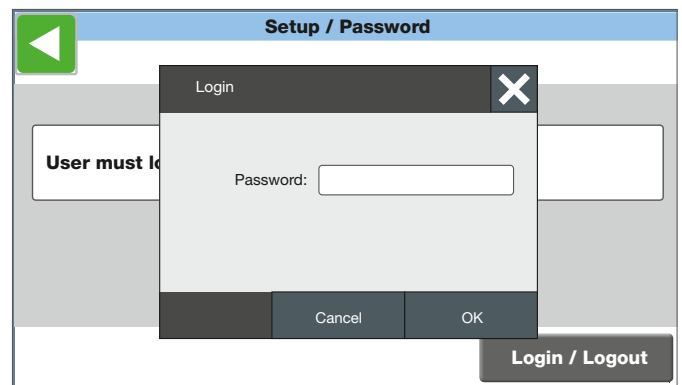 Setup / Password
Login
User must lo
Password:
Cancel OK
Login / Logout